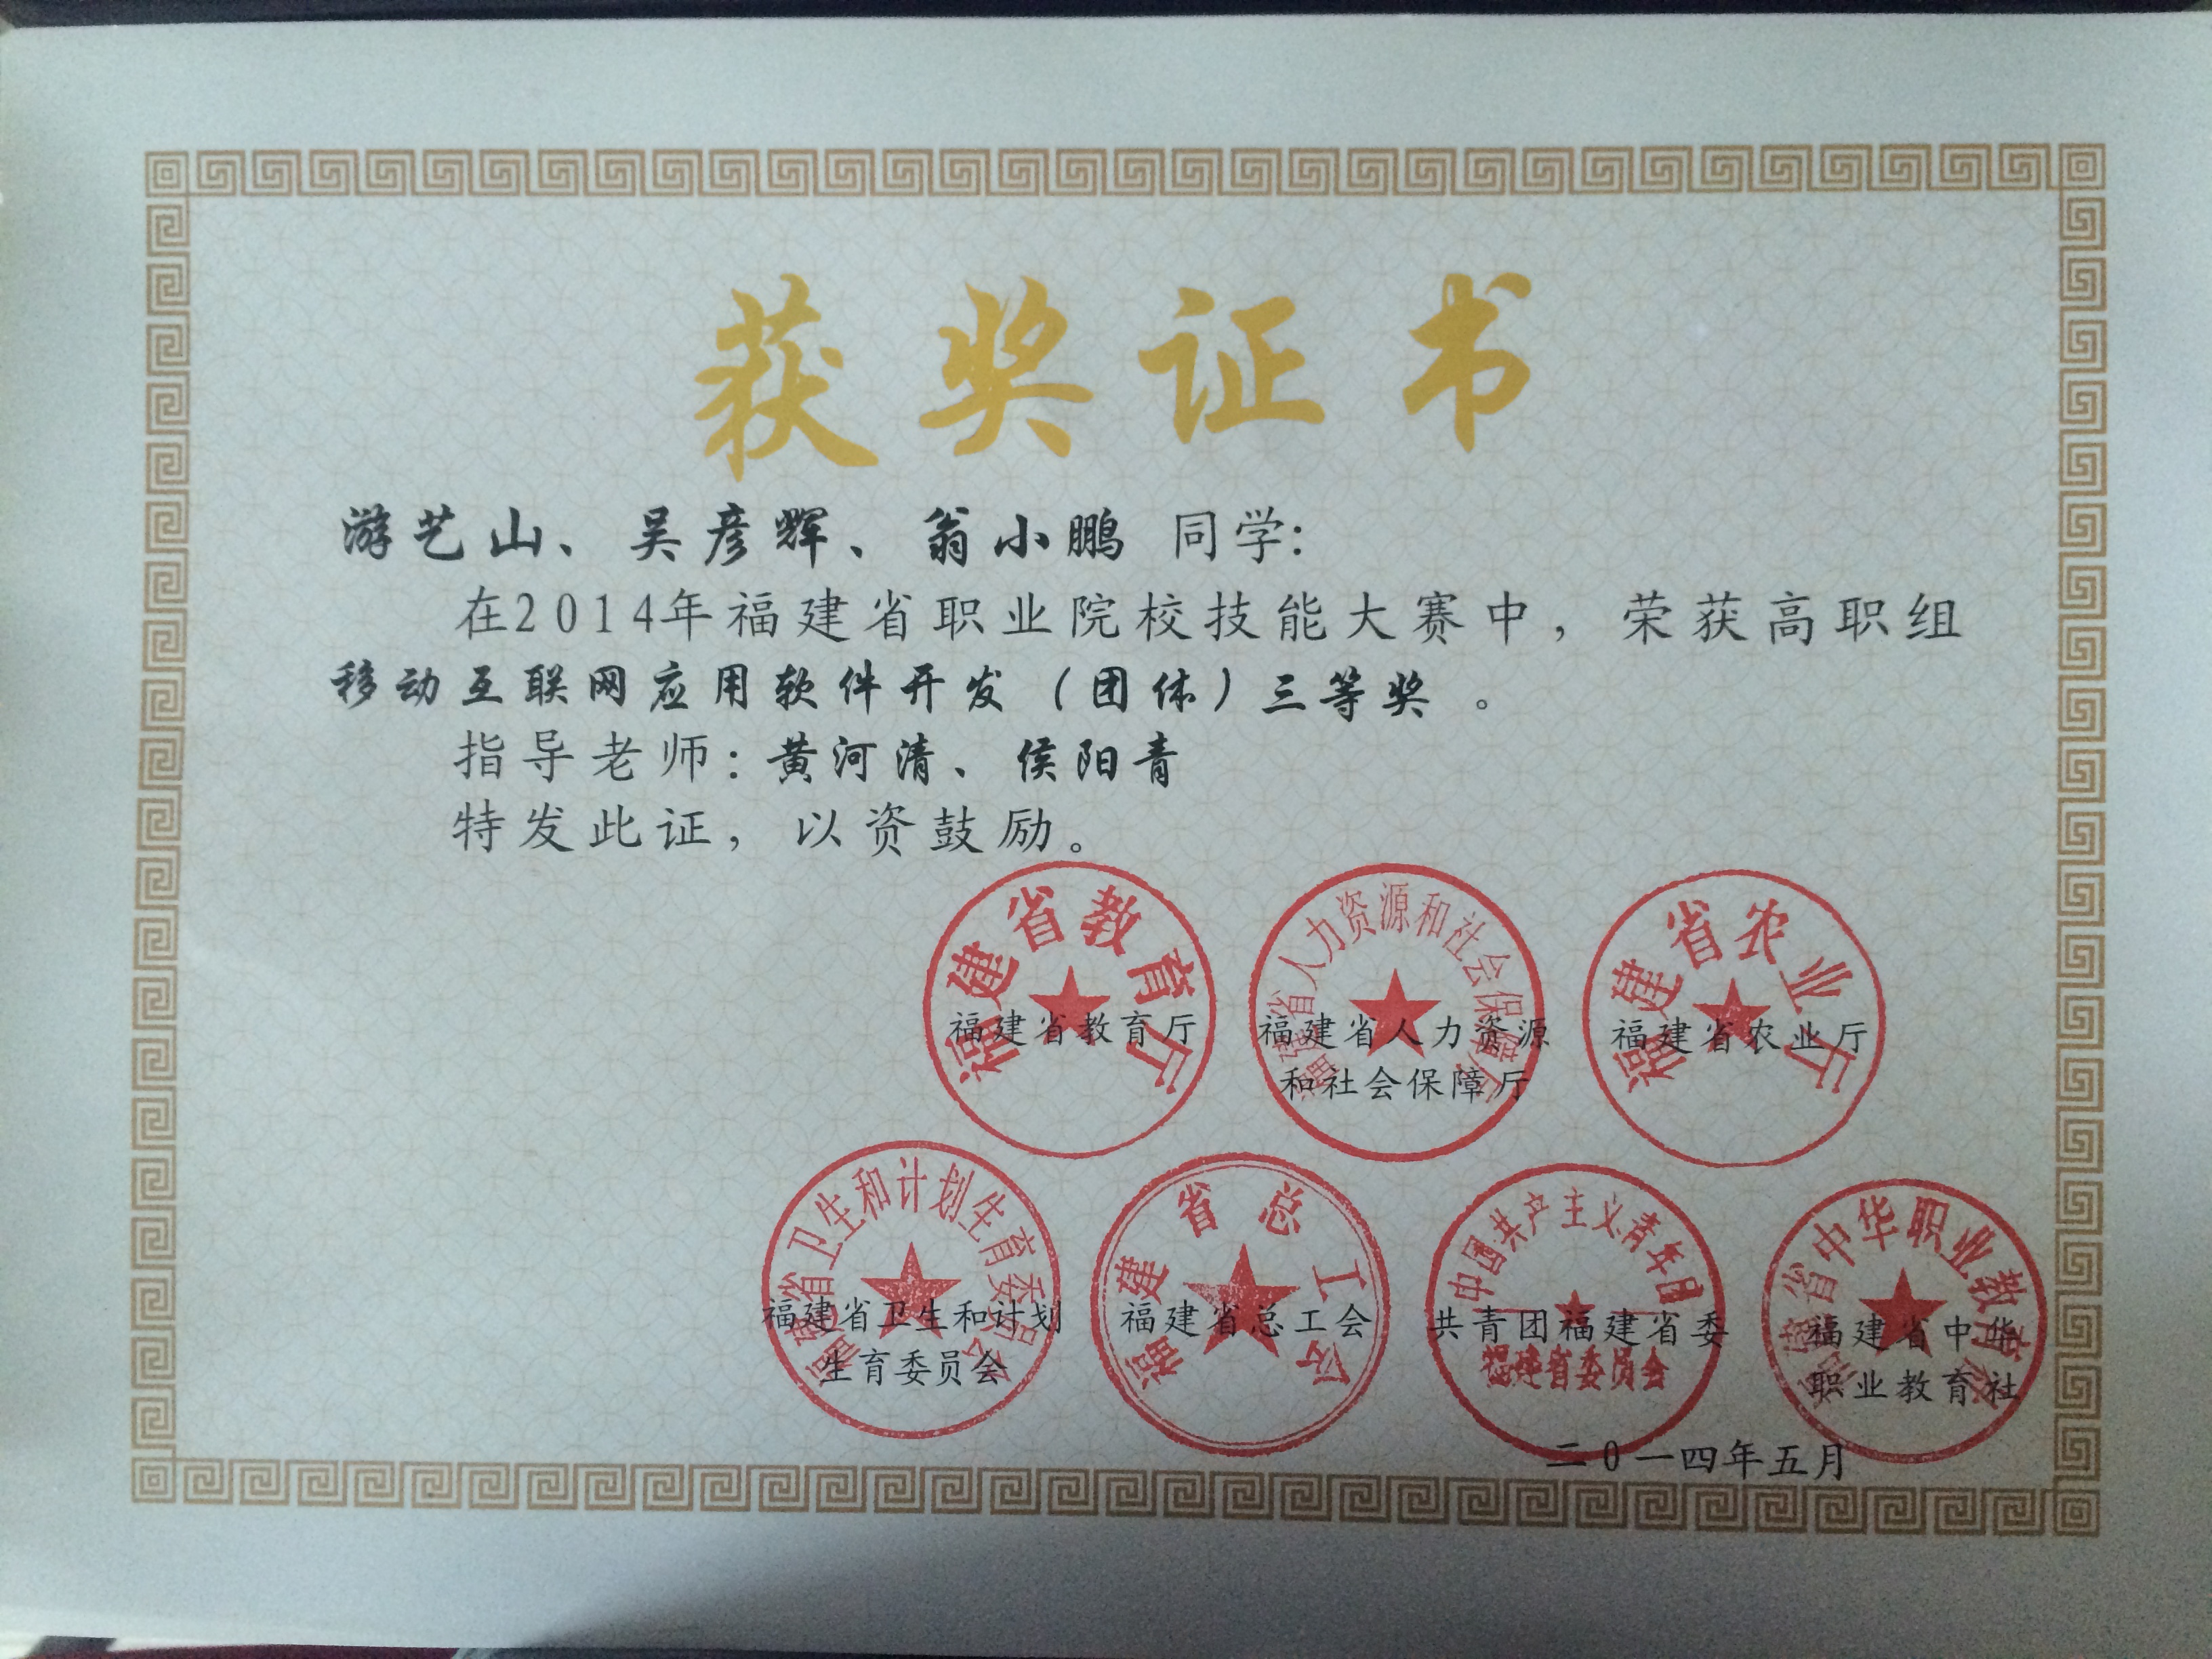 获奖证书
游艺山、吴彦辉、翁小鹏 同学:
在2014年福建省职业院校技能大赛中，荣获高职组
移动互联网应用软件开发（团体）三等奖 。
指导老师:黄河清、侯阳青
特发此证，以资鼓励。
福建省教育厅
福建省人力资源和社会保障厅
福建省农业厅
福建省教育厅
福建省人力资源
和社会保障厅
福建省农业厅
福建省卫生和计划生育委员会
福建省总工会
中国共产主义青年团
福建省委员会
福建省中华职业教育社
福建省卫生和计划
生育委员会
福建省总工会
共青团福建省委
福建省中华
职业教育社
二0一四年五月